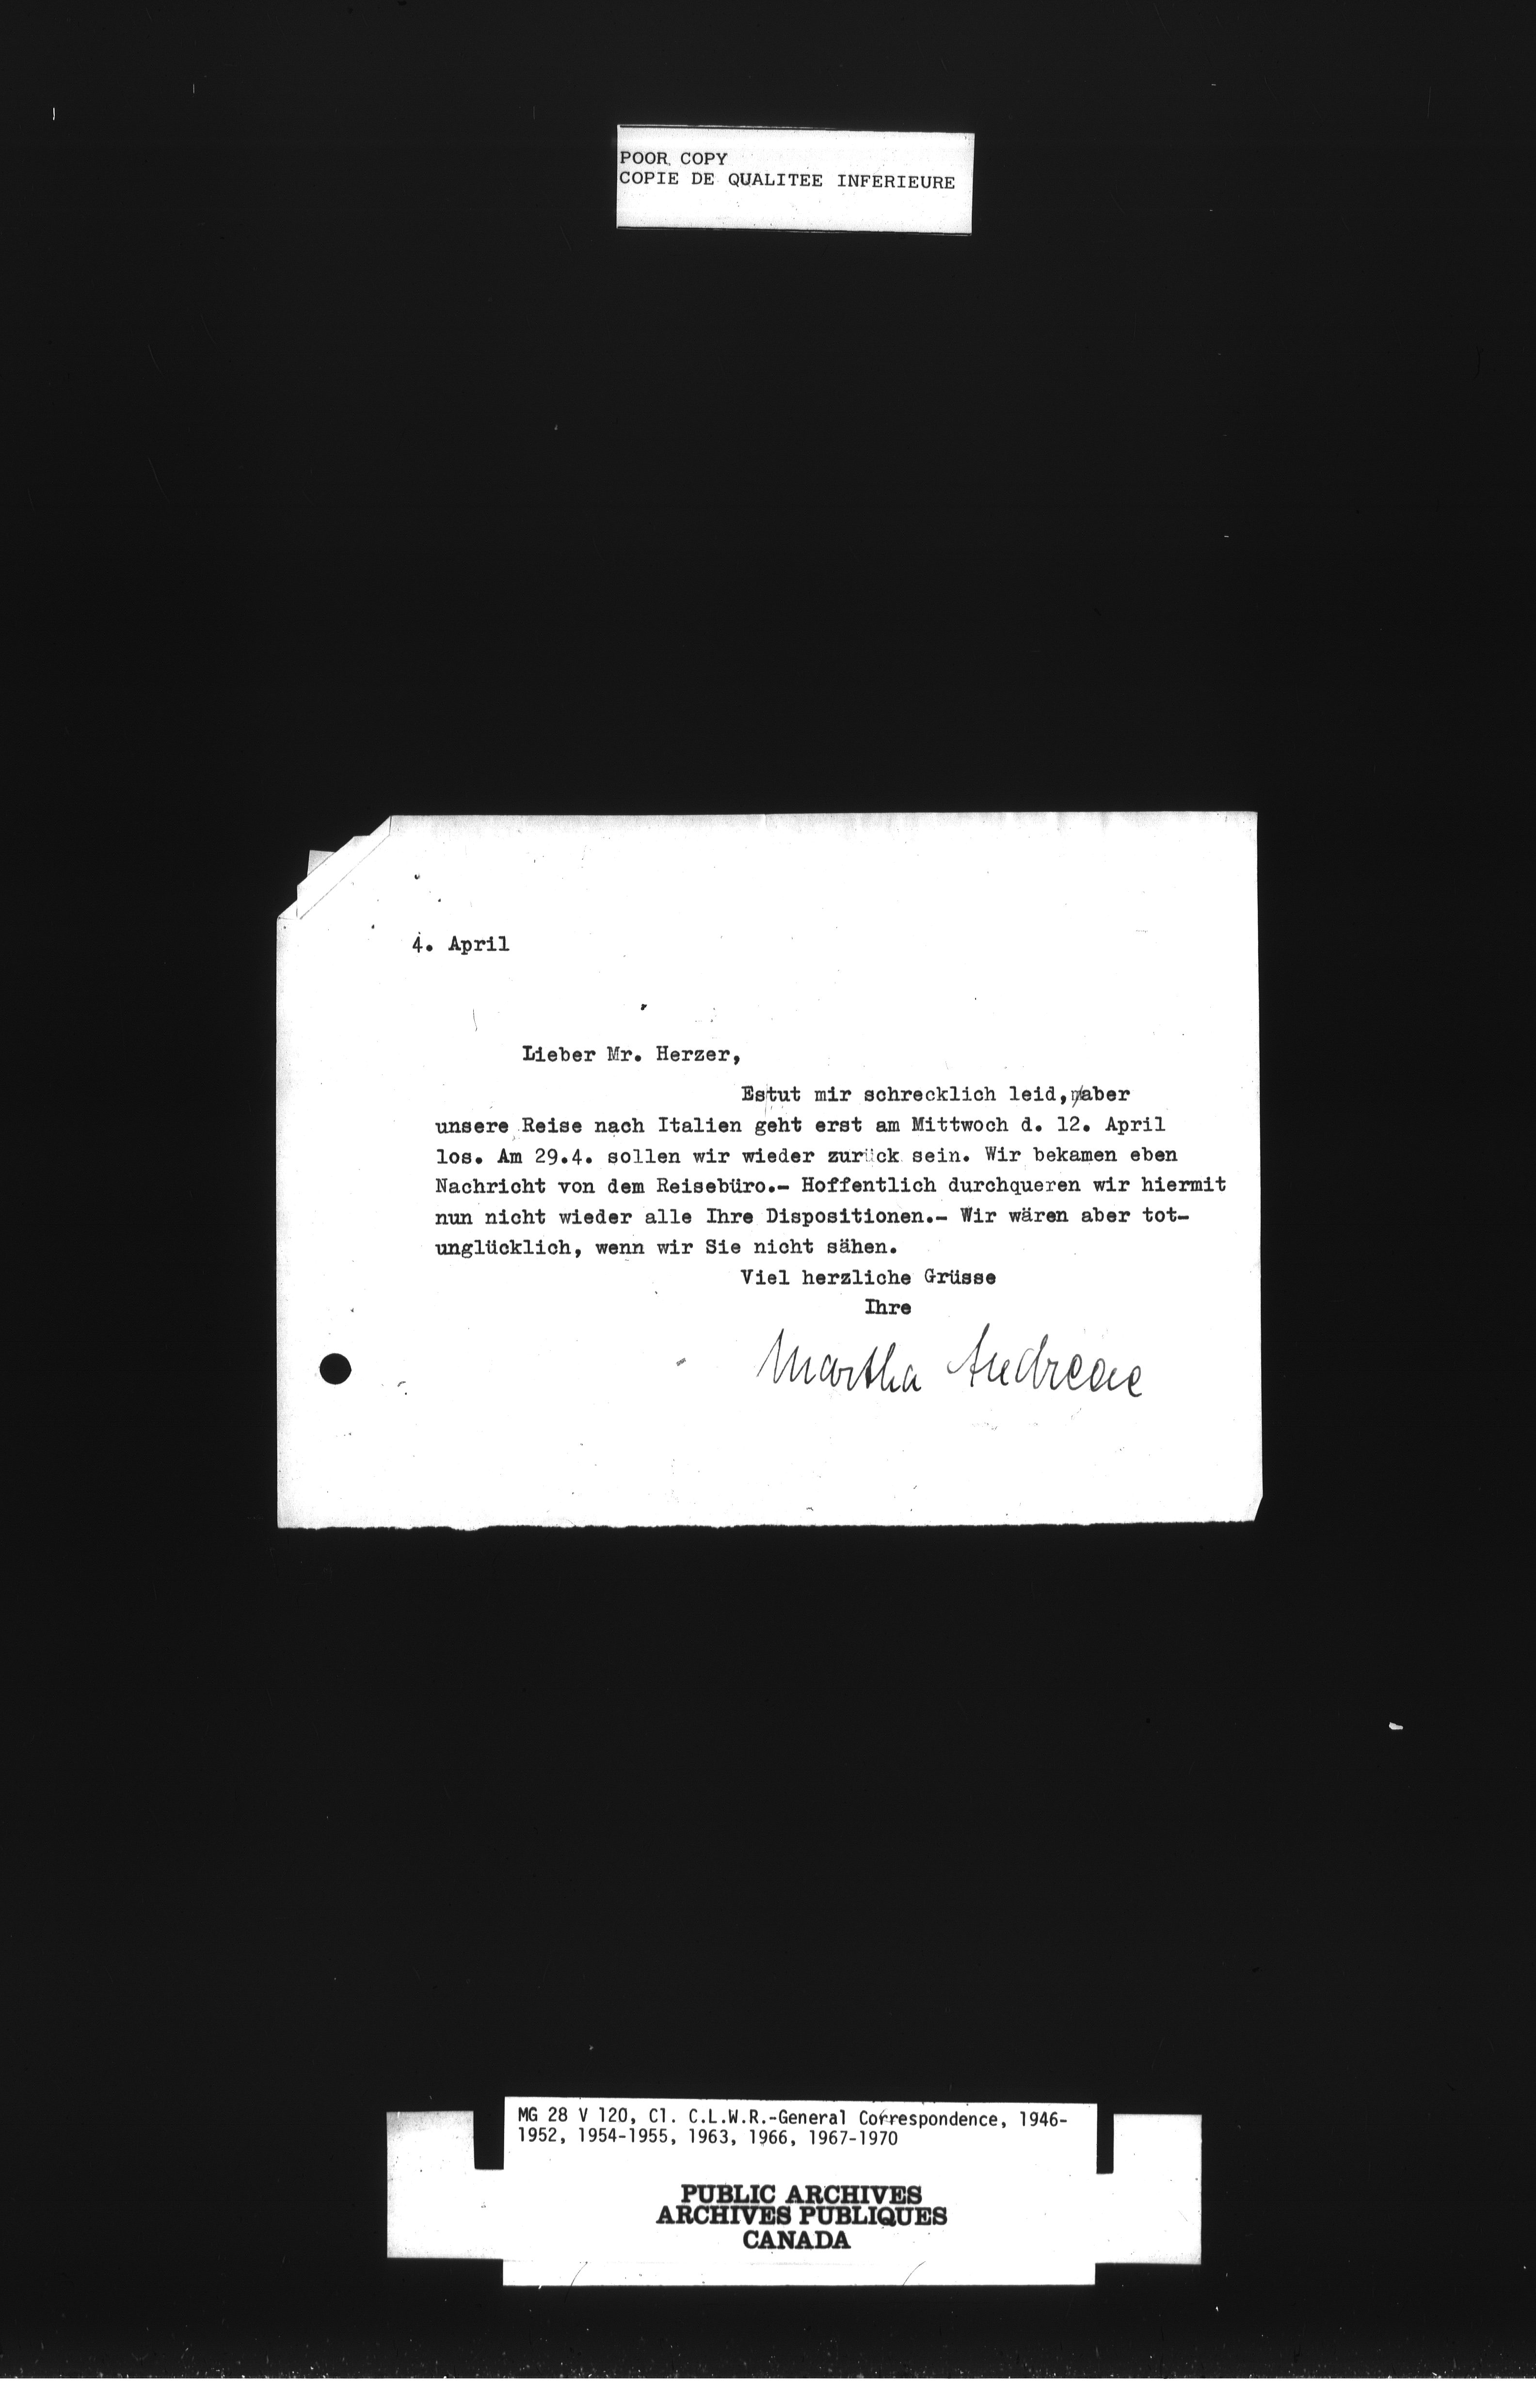 POOR COPY
COPIE DE QUALITEE INFERIEURE
4. April
Lieber Mr. Herzer,
Es tut mir schrecklich leid, aber
unsere Reise nach Italien geht erst am Mittwoch d. 12. April
los. Am 29.4. sollen wir wieder zurück sein. Wir bekamen eben
Nachricht von dem Reisebüro.- Hoffentlich durchqueren wir hiermit
nun nicht wieder alle Ihre Dispositionen.- Wir wären aber tot-
unglücklich, wenn wir Sie nicht sähen.
Viel herzliche Grüsse
Ihre
Martha Andreae
MG 28 V 120, Cl. C.L.W.R.-General Correspondence, 1946-
1952, 1954-1955, 1963, 1966, 1967-1970
PUBLIC ARCHIVES
ARCHIVES PUBLIQUES
CANADA